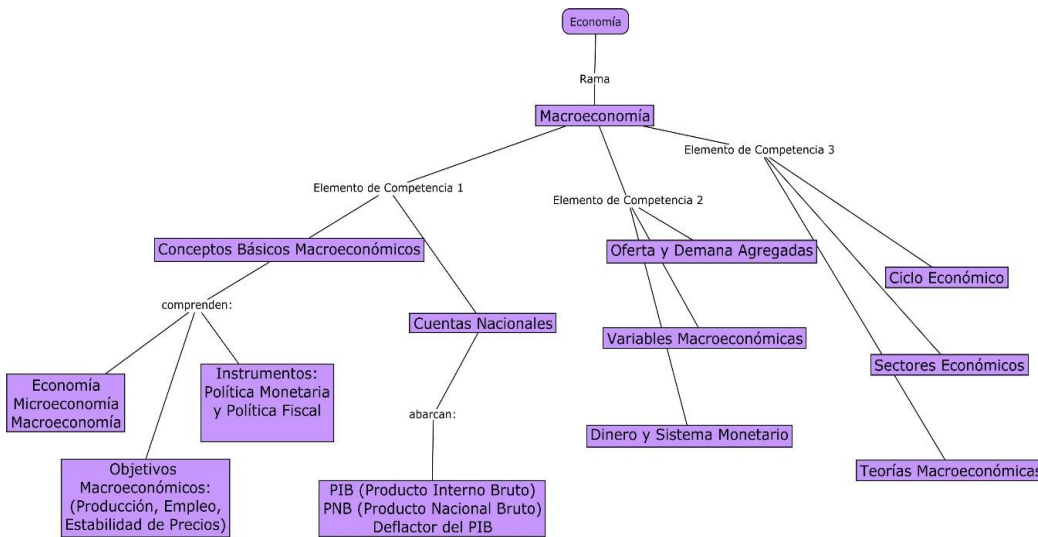 Economía
Rama
Macroeconomía
Elemento de Competencia 1
Elemento de Competencia 2
Elemento de Competencia 3
Conceptos Básicos Macroeconómicos
comprenden:
Economía
Microeconomía
Macroeconomía
Objetivos
Macroeconómicos:
(Producción, Empleo,
Estabilidad de Precios)
Instrumentos:
Política Monetaria
y Política Fiscal
Cuentas Nacionales
abarcan:
PIB (Producto Interno Bruto)
PNB (Producto Nacional Bruto)
Deflactor del PIB
Oferta y Demana Agregadas
Variables Macroeconómicas
Dinero y Sistema Monetario
Ciclo Económico
Sectores Económicos
Teorías Macroeconómicas